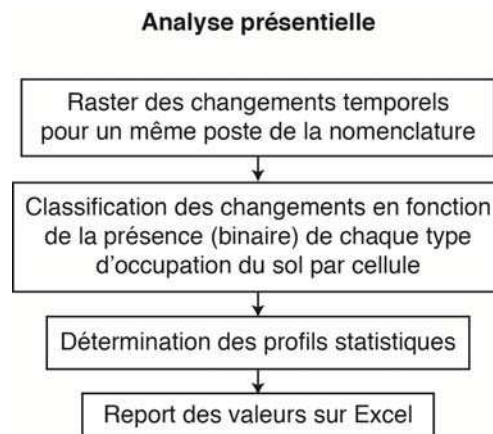 Analyse présentielle
Raster des changements temporels
pour un même poste de la nomenclature
Classification des changements en fonction
de la présence (binaire) de chaque type
d'occupation du sol par cellule
Détermination des profils statistiques
Report des valeurs sur Excel